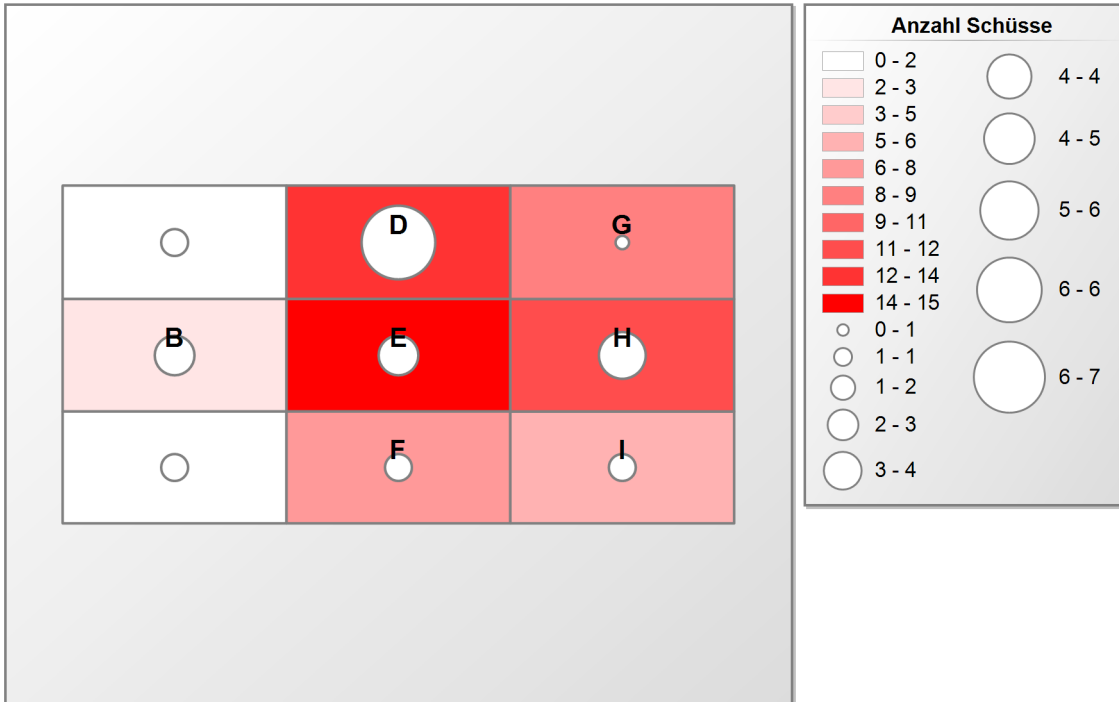 Anzahl Schüsse
0 - 2
2 - 3
3 - 5
5 - 6
6 - 8
8 - 9
9 - 11
11 - 12
12 - 14
14 - 15
0 - 1
1 - 1
1 - 2
2 - 3
3 - 4
4 - 4
4 - 5
5 - 6
6 - 6
6 - 7
D
G
B
E
H
F
I